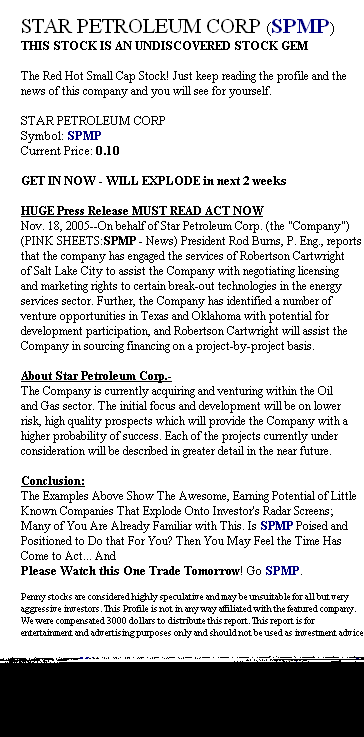 STAR PETROLEUM CORP (SPMP)
THIS STOCK IS AN UNDISCOVERED STOCK GEM
The Red Hot Small Cap Stock! Just keep reading the profile and the
news of this company and you will see for yourself.
STAR PETROLEUM CORP
Symbol: SPMP
Current Price: 0.10
GET IN NOW - WILL EXPLODE in next 2 weeks
HUGE Press Release MUST READ ACT NOW
Nov. 18, 2005--On behalf of Star Petroleum Corp. (the "Company")
(PINK SHEETS:SPMP - News) President Rod Burns, P. Eng., reports
that the company has engaged the services of Robertson Cartwright
of Salt Lake City to assist the Company with negotiating licensing
and marketing rights to certain break-out technologies in the energy
services sector. Further, the Company has identified a number of
venture opportunities in Texas and Oklahoma with potential for
development participation, and Robertson Cartwright will assist the
Company in sourcing financing on a project-by-project basis.
About Star Petroleum Corp.-
The Company is currently acquiring and venturing within the Oil
and Gas sector. The initial focus and development will be on lower
risk, high quality prospects which will provide the Company with a
higher probability of success. Each of the projects currently under
consideration will be described in greater detail in the near future.
Conclusion:
The Examples Above Show The Awesome, Earning Potential of Little
Known Companies That Explode Onto Investor's Radar Screens;
Many of You Are Already Familiar with This. Is SPMP Poised and
Positioned to Do that For You? Then You May Feel the Time Has
Come to Act... And
Please Watch this One Trade Tomorrow! Go SPMP.
Penny stocks are considered highly speculative and may be unsuitable for all but very
aggressive investors. This Profile is not in any way affiliated with the featured company.
We were compensated 3000 dollars to distribute this report. This report is for
entertainment and advertising purposes only and should not be used as investment advice